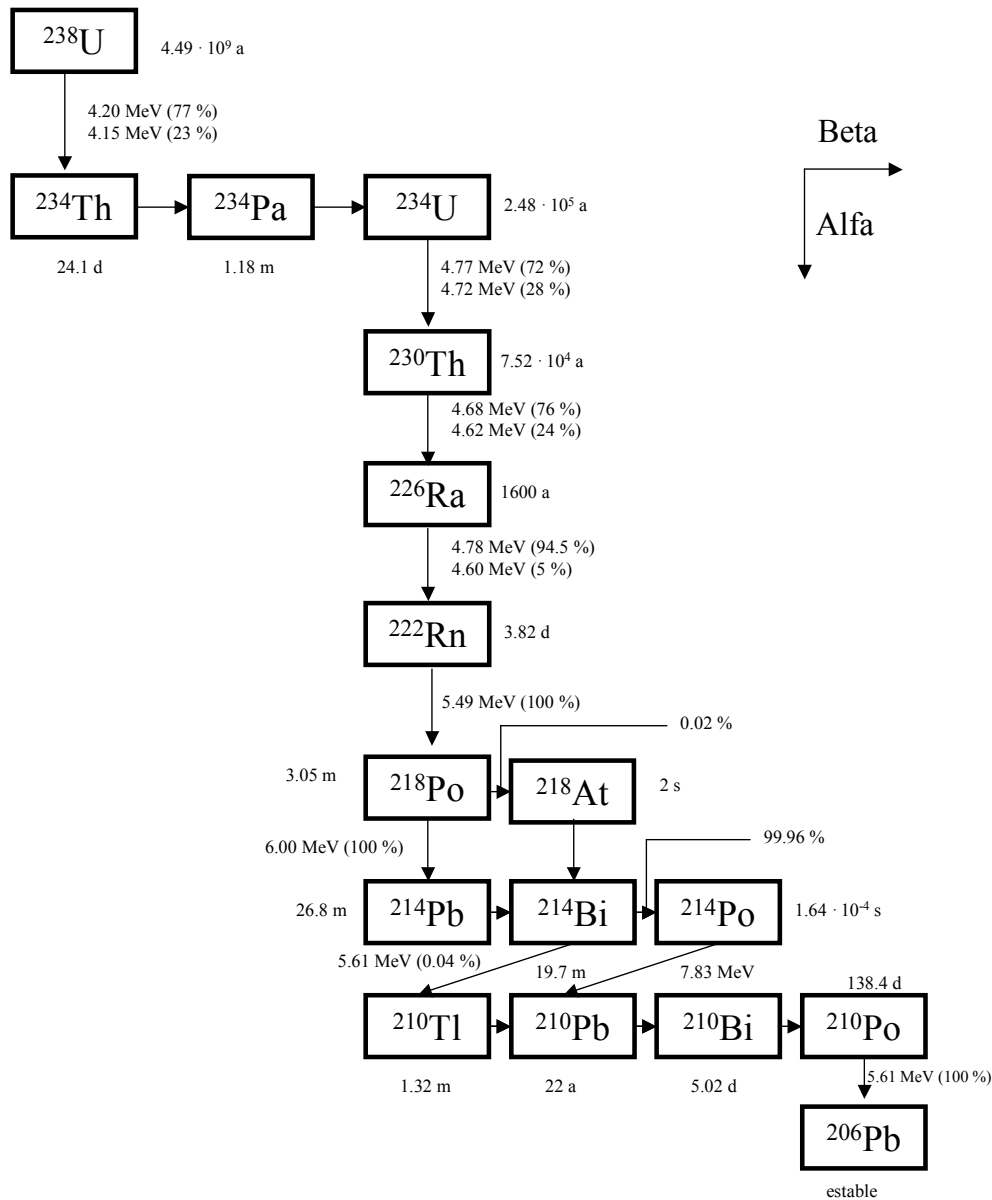 ²³⁸U
4.49 · 10⁹ a
4.20 MeV (77 %)
4.15 MeV (23 %)
Beta
Alfa
²³⁴Th
²³⁴Pa
²³⁴U
2.48 · 10⁵ a
24.1 d
1.18 m
4.77 MeV (72 %)
4.72 MeV (28 %)
²³⁰Th
7.52 · 10⁴ a
4.68 MeV (76 %)
4.62 MeV (24 %)
²²⁶Ra
1600 a
4.78 MeV (94.5 %)
4.60 MeV (5 %)
²²²Rn
3.82 d
5.49 MeV (100 %)
0.02 %
3.05 m
²¹⁸Po
²¹⁸At
2 s
6.00 MeV (100 %)
99.96 %
26.8 m
²¹⁴Pb
²¹⁴Bi
²¹⁴Po
1.64 · 10⁻⁴ s
5.61 MeV (0.04 %)
19.7 m
7.83 MeV
138.4 d
²¹⁰Tl
²¹⁰Pb
²¹⁰Bi
²¹⁰Po
1.32 m
22 a
5.02 d
5.61 MeV (100 %)
²⁰⁶Pb
estable